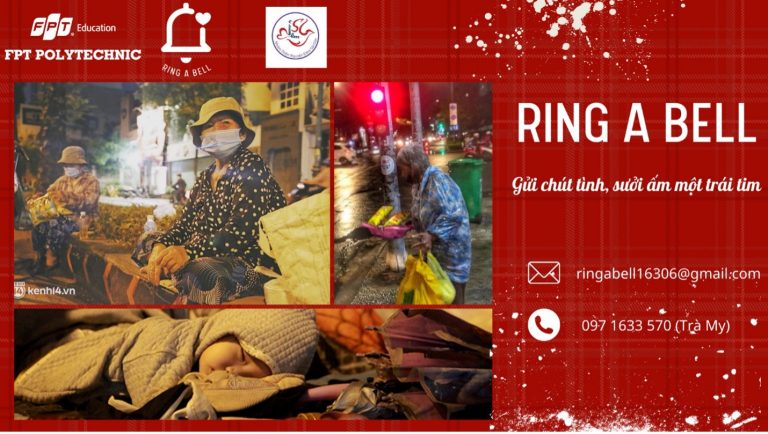 FPT Education
FPT POLYTECHNIC
RING A BELL
RING A BELL
Gửi chút tình, sưởi ấm một trái tim
kenh14.vn
ringabell16306@gmail.com
097 1633 570 (Trà My)